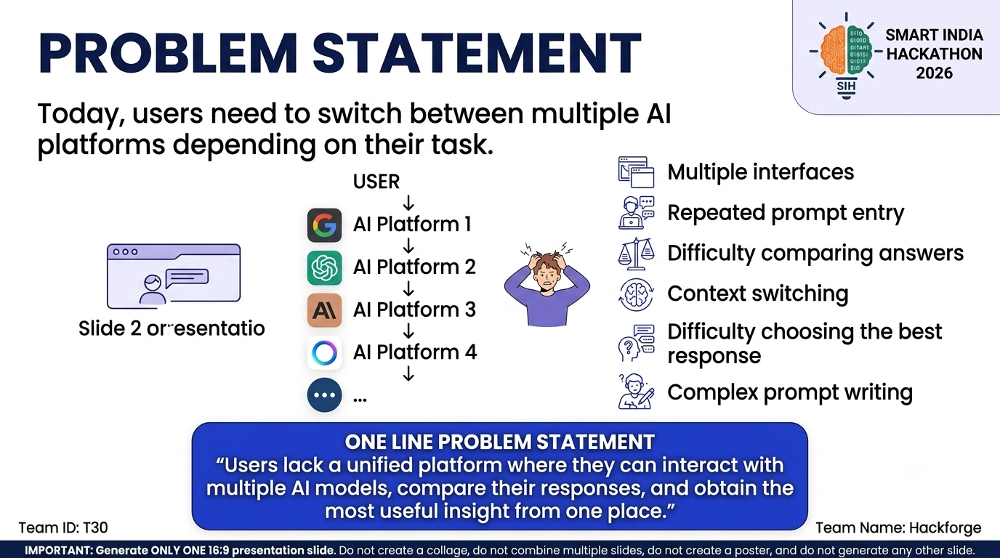 PROBLEM STATEMENT
SMART INDIA
HACKATHON
2026
SIH
Today, users need to switch between multiple AI
platforms depending on their task.
USER
↓
AI Platform 1
↓
AI Platform 2
↓
AI Platform 3
↓
AI Platform 4
↓
...
Slide 2 orresentatio
Multiple interfaces
Repeated prompt entry
Difficulty comparing answers
Context switching
Difficulty choosing the best
response
Complex prompt writing
ONE LINE PROBLEM STATEMENT
“Users lack a unified platform where they can interact with
multiple AI models, compare their responses, and obtain the
most useful insight from one place.”
Team ID: T30
Team Name: Hackforge
IMPORTANT: Generate ONLY ONE 16:9 presentation slide. Do not create a collage, do not combine multiple slides, do not create a poster, and do not generate any other slide.